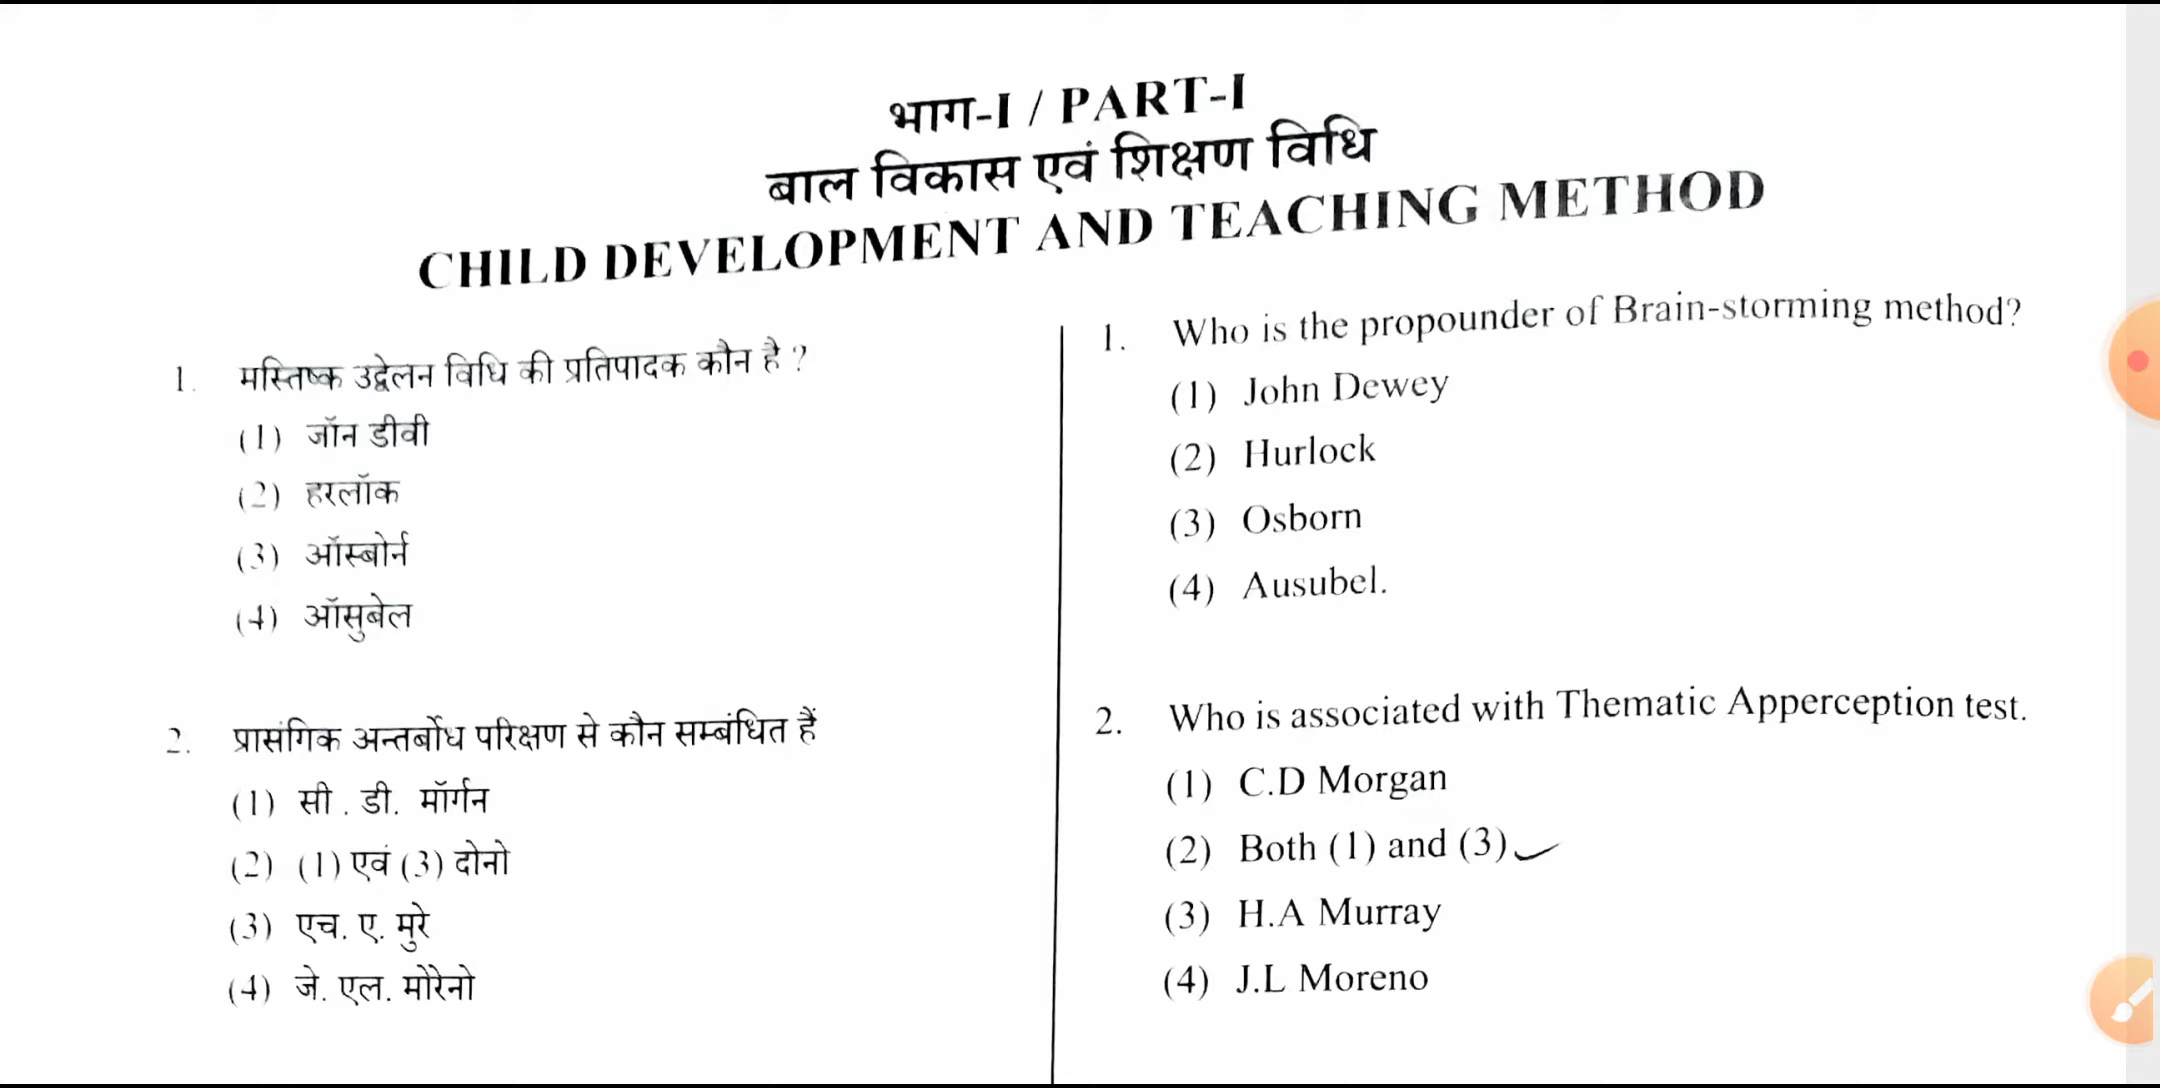 भाग-I / PART-I
बाल विकास एवं शिक्षण विधि
CHILD DEVELOPMENT AND TEACHING METHOD
1. मस्तिष्क उद्वेलन विधि की प्रतिपादक कौन है ?
(1) जॉन डीवी
(2) हरलॉक
(3) ऑस्बोर्न
(4) ऑसुबेल
2. प्रासंगिक अन्तर्बोध परिक्षण से कौन सम्बंधित हैं
(1) सी . डी. मॉर्गन
(2) (1) एवं (3) दोनो
(3) एच. ए. मुरे
(4) जे. एल. मोरेनो
1. Who is the propounder of Brain-storming method?
(1) John Dewey
(2) Hurlock
(3) Osborn
(4) Ausubel.
2. Who is associated with Thematic Apperception test.
(1) C.D Morgan
(2) Both (1) and (3)
(3) H.A Murray
(4) J.L Moreno